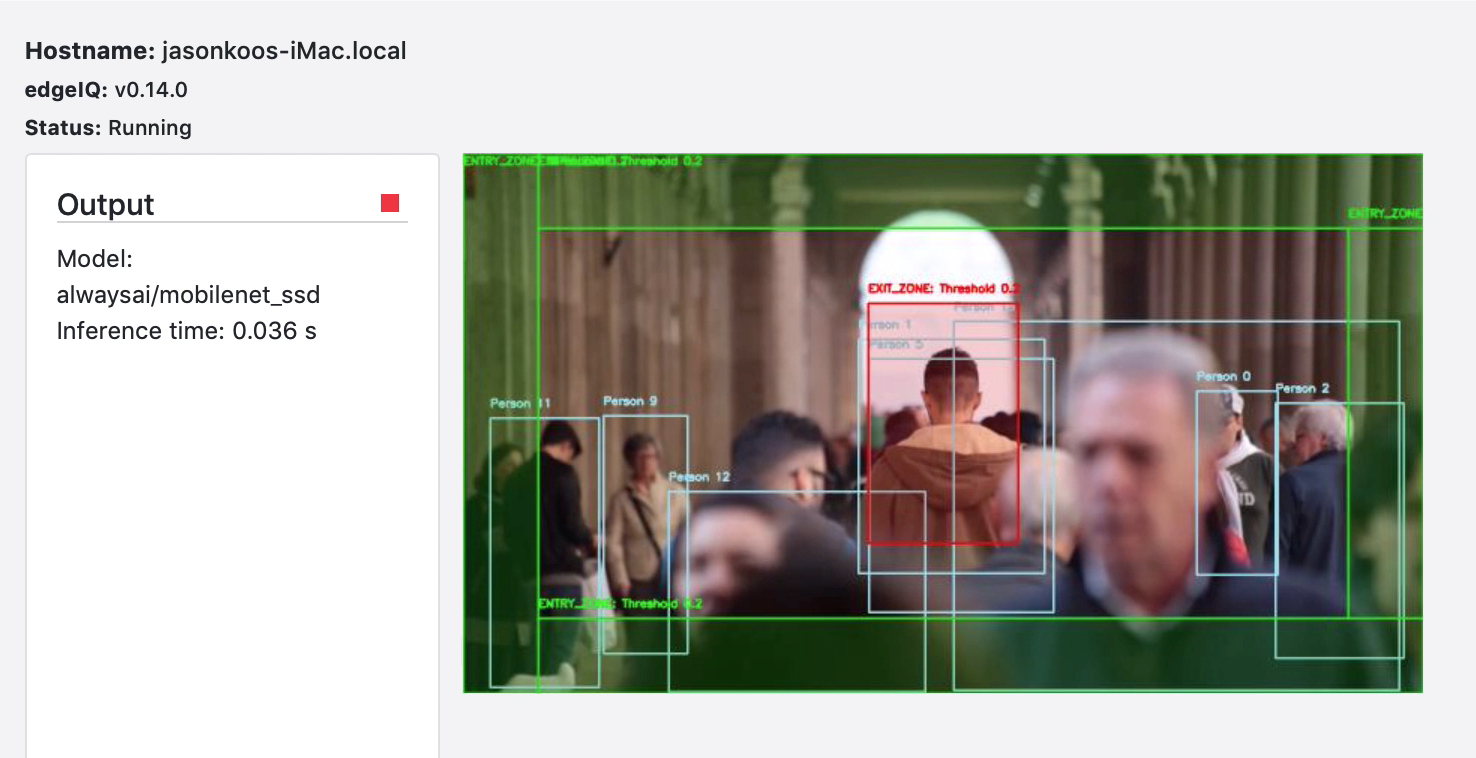 Hostname: jasonkoos-iMac.local
edgeIQ: v0.14.0
Status: Running
Output
Model:
alwaysai/mobilenet_ssd
Inference time: 0.036 s
ENTRY_ZONE
Threshold 0.2
ENTRY_ZONE
EXIT_ZONE: Threshold 0.2
Person
Person 1
Person 5
Person 0
Person 2
Person 11
Person 9
Person 12
ENTRY_ZONE: Threshold 0.2